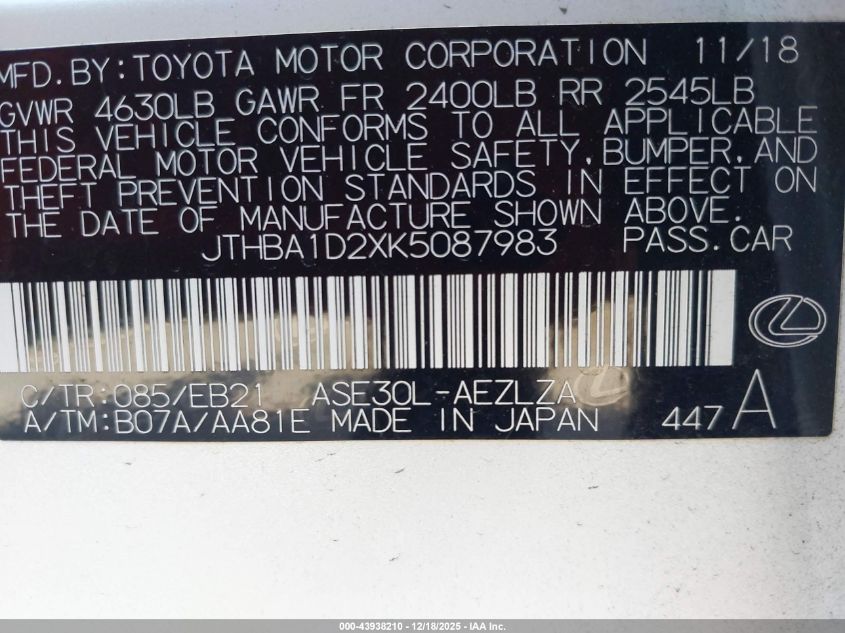 MFD. BY: TOYOTA MOTOR CORPORATION 11/18
GVWR 4630LB GAWR FR 2400LB RR 2545LB
THIS VEHICLE CONFORMS TO ALL APPLICABLE
FEDERAL MOTOR VEHICLE SAFETY, BUMPER, AND
THEFT PREVENTION STANDARDS IN EFFECT ON
THE DATE OF MANUFACTURE SHOWN ABOVE.
JTHBA1D2XK5087983 PASS. CAR
C/TR: 085/EB21 ASE30L-AEZLZA
A/TM: B07A/AA81E MADE IN JAPAN 447 A
000-43938210 - 12/18/2025 - IAA Inc.